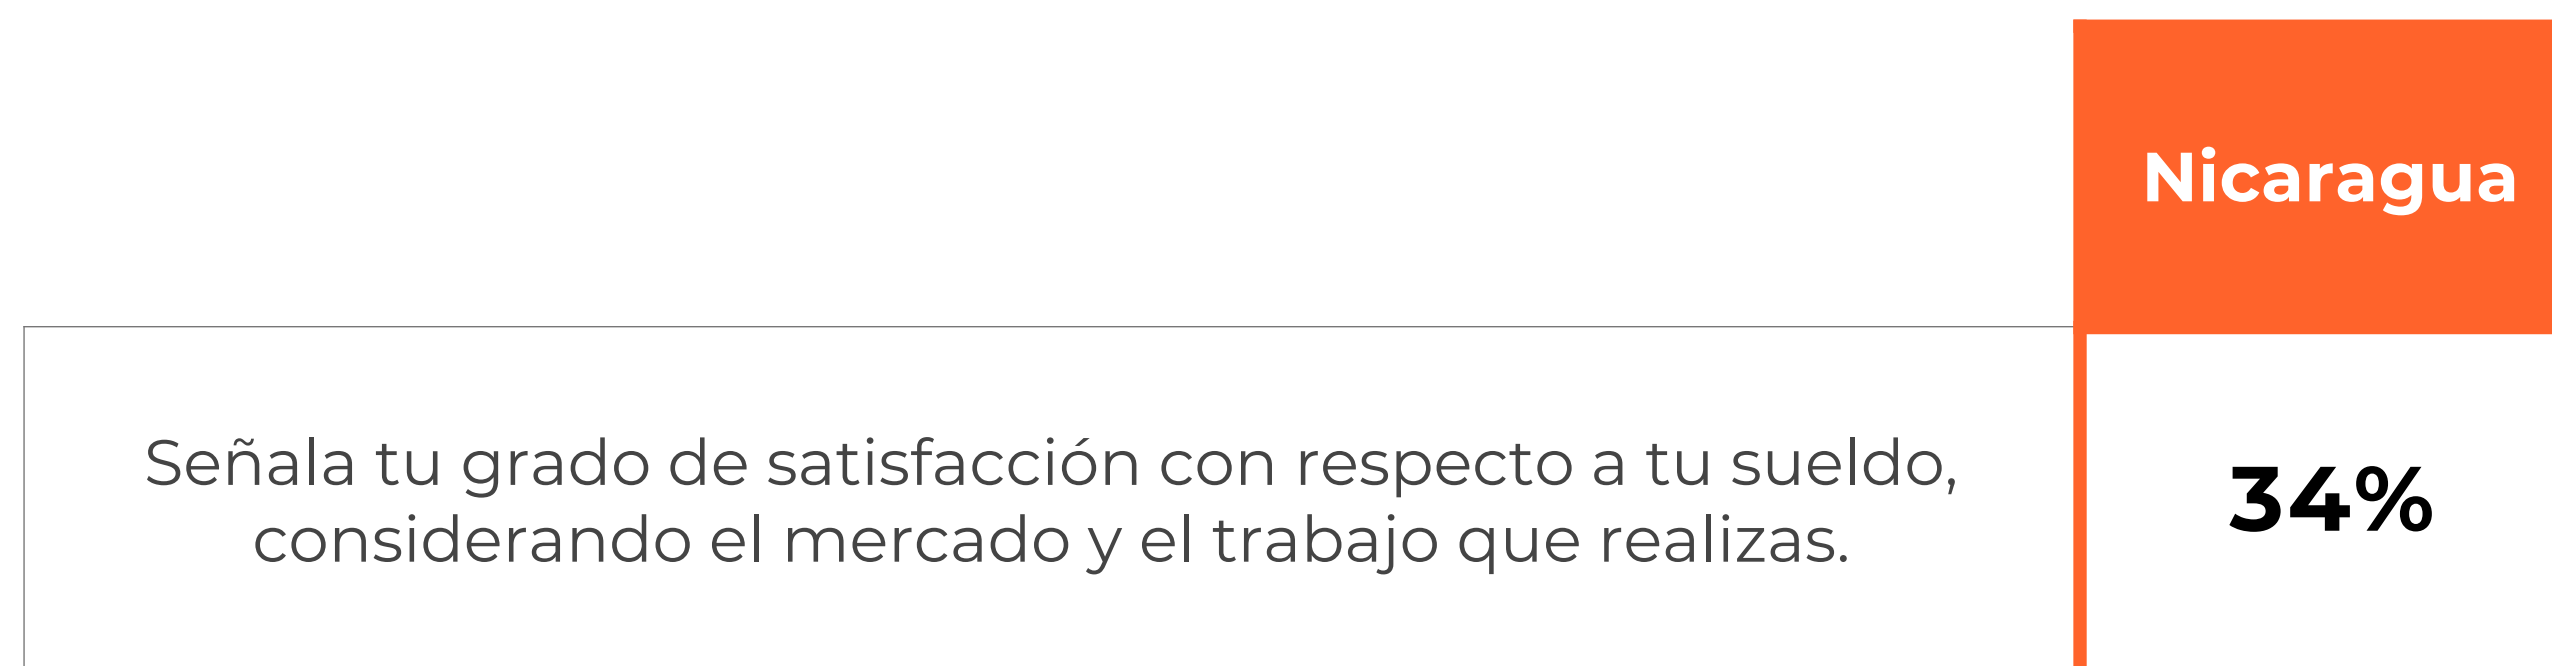 Nicaragua
Señala tu grado de satisfacción con respecto a tu sueldo,
considerando el mercado y el trabajo que realizas.
34%